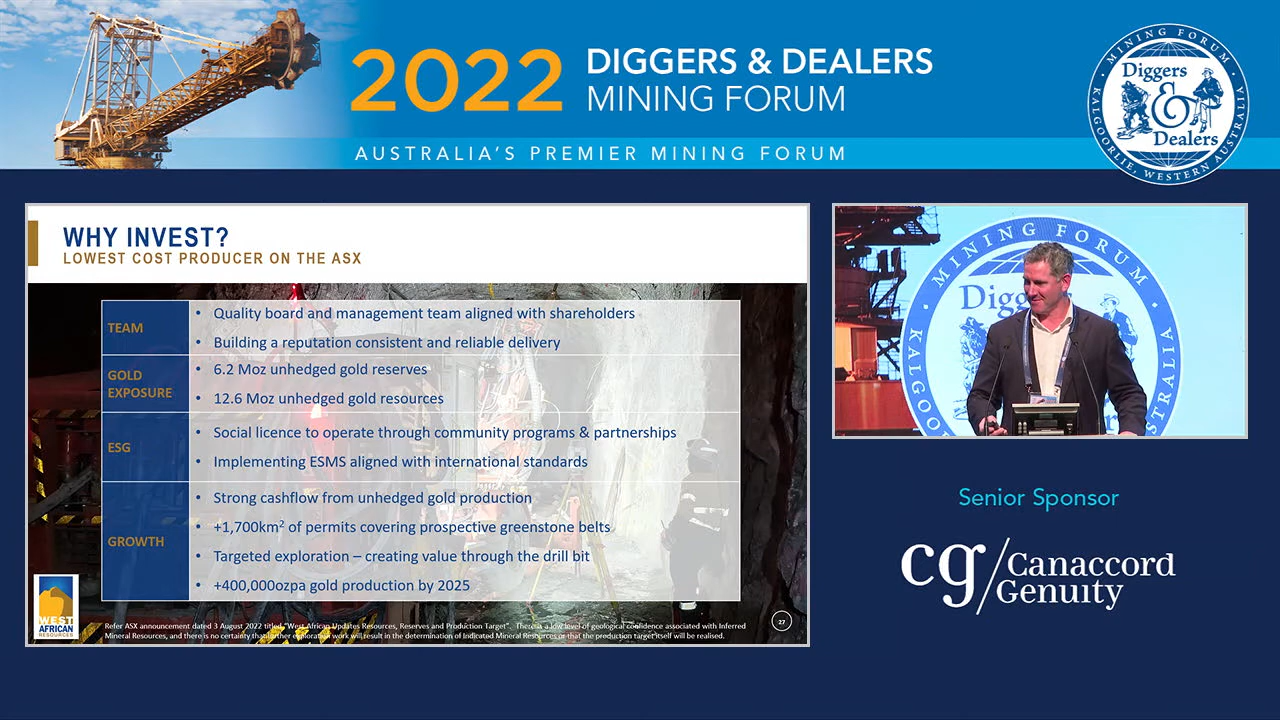 2022
DIGGERS & DEALERS
MINING FORUM
AUSTRALIA'S PREMIER MINING FORUM
• MINING FORUM •
Diggers
&
Dealers
KALGOORLIE, WESTERN AUSTRALIA
WHY INVEST?
LOWEST COST PRODUCER ON THE ASX
TEAM
• Quality board and management team aligned with shareholders
• Building a reputation consistent and reliable delivery
GOLD
EXPOSURE
• 6.2 Moz unhedged gold reserves
• 12.6 Moz unhedged gold resources
ESG
• Social licence to operate through community programs & partnerships
• Implementing ESMS aligned with international standards
GROWTH
• Strong cashflow from unhedged gold production
• +1,700km² of permits covering prospective greenstone belts
• Targeted exploration – creating value through the drill bit
• +400,000ozpa gold production by 2025
WEST
AFRICAN
RESOURCES
Refer ASX announcement dated 3 August 2022 titled "West African Updates Resources, Reserves and Production Target". There is a low level of geological confidence associated with Inferred
Mineral Resources, and there is no certainty that further exploration work will result in the determination of Indicated Mineral Resources or that the production target itself will be realised.
27
• MINING FORUM •
Digg
KALGOO
STRALIA
Senior Sponsor
cg/Canaccord
Genuity